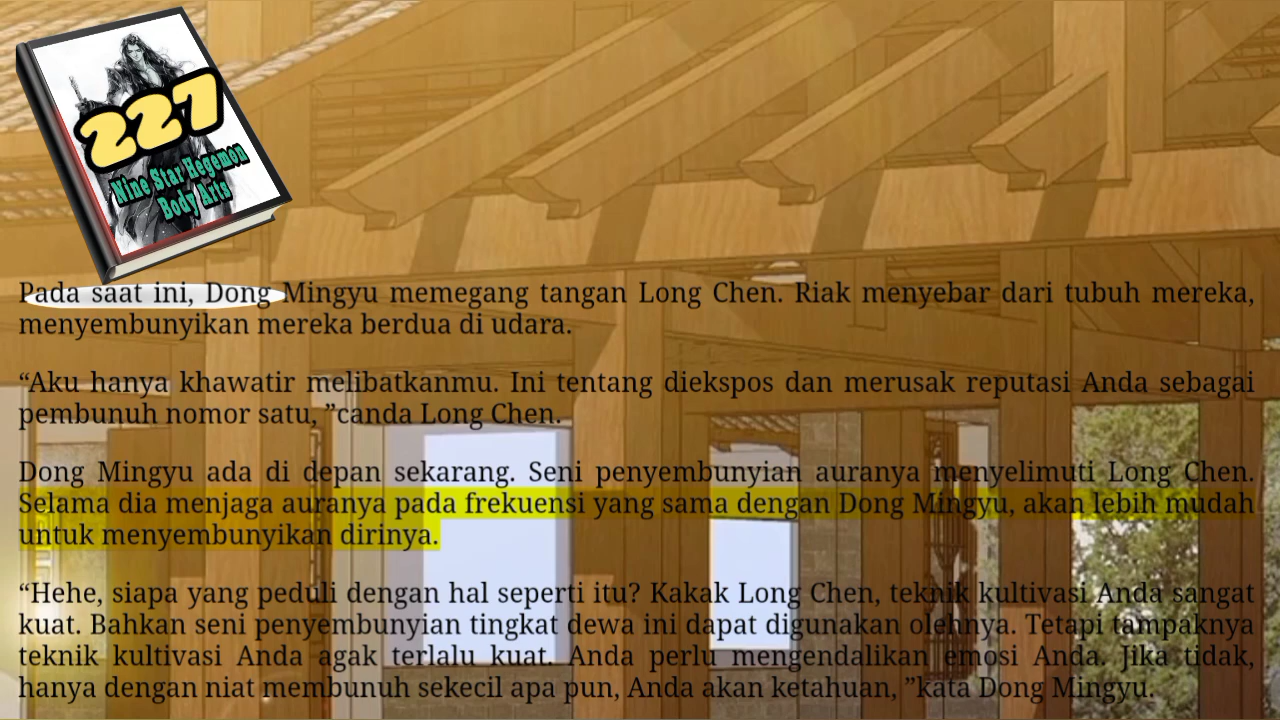 227
Nine Star Hegemon
Body Arts
Pada saat ini, Dong Mingyu memegang tangan Long Chen. Riak menyebar dari tubuh mereka,
menyembunyikan mereka berdua di udara.
“Aku hanya khawatir melibatkanmu. Ini tentang diekspos dan merusak reputasi Anda sebagai
pembunuh nomor satu, ”canda Long Chen.
Dong Mingyu ada di depan sekarang. Seni penyembunyian auranya menyelimuti Long Chen.
Selama dia menjaga auranya pada frekuensi yang sama dengan Dong Mingyu, akan lebih mudah
untuk menyembunyikan dirinya.
“Hehe, siapa yang peduli dengan hal seperti itu? Kakak Long Chen, teknik kultivasi Anda sangat
kuat. Bahkan seni penyembunyian tingkat dewa ini dapat digunakan olehnya. Tetapi tampaknya
teknik kultivasi Anda agak terlalu kuat. Anda perlu mengendalikan emosi Anda. Jika tidak,
hanya dengan niat membunuh sekecil apa pun, Anda akan ketahuan, ”kata Dong Mingyu.